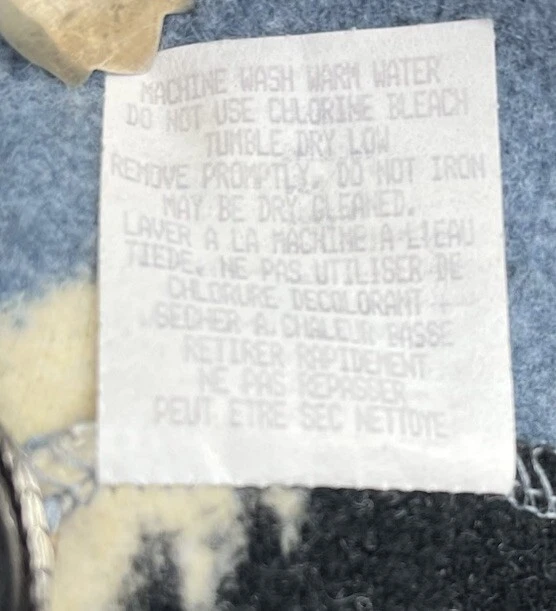 MACHINE WASH WARM WATER
DO NOT USE CHLORINE BLEACH
TUMBLE DRY LOW
REMOVE PROMPTLY. DO NOT IRON
MAY BE DRY CLEANED.
LAVER A LA MACHINE A L'EAU
TIEDE. NE PAS UTILISER DE
CHLORURE DECOLORANT
SECHER A CHALEUR BASSE
RETIRER RAPIDEMENT
NE PAS REPASSER
PEUT ETRE SEC NETTOYE